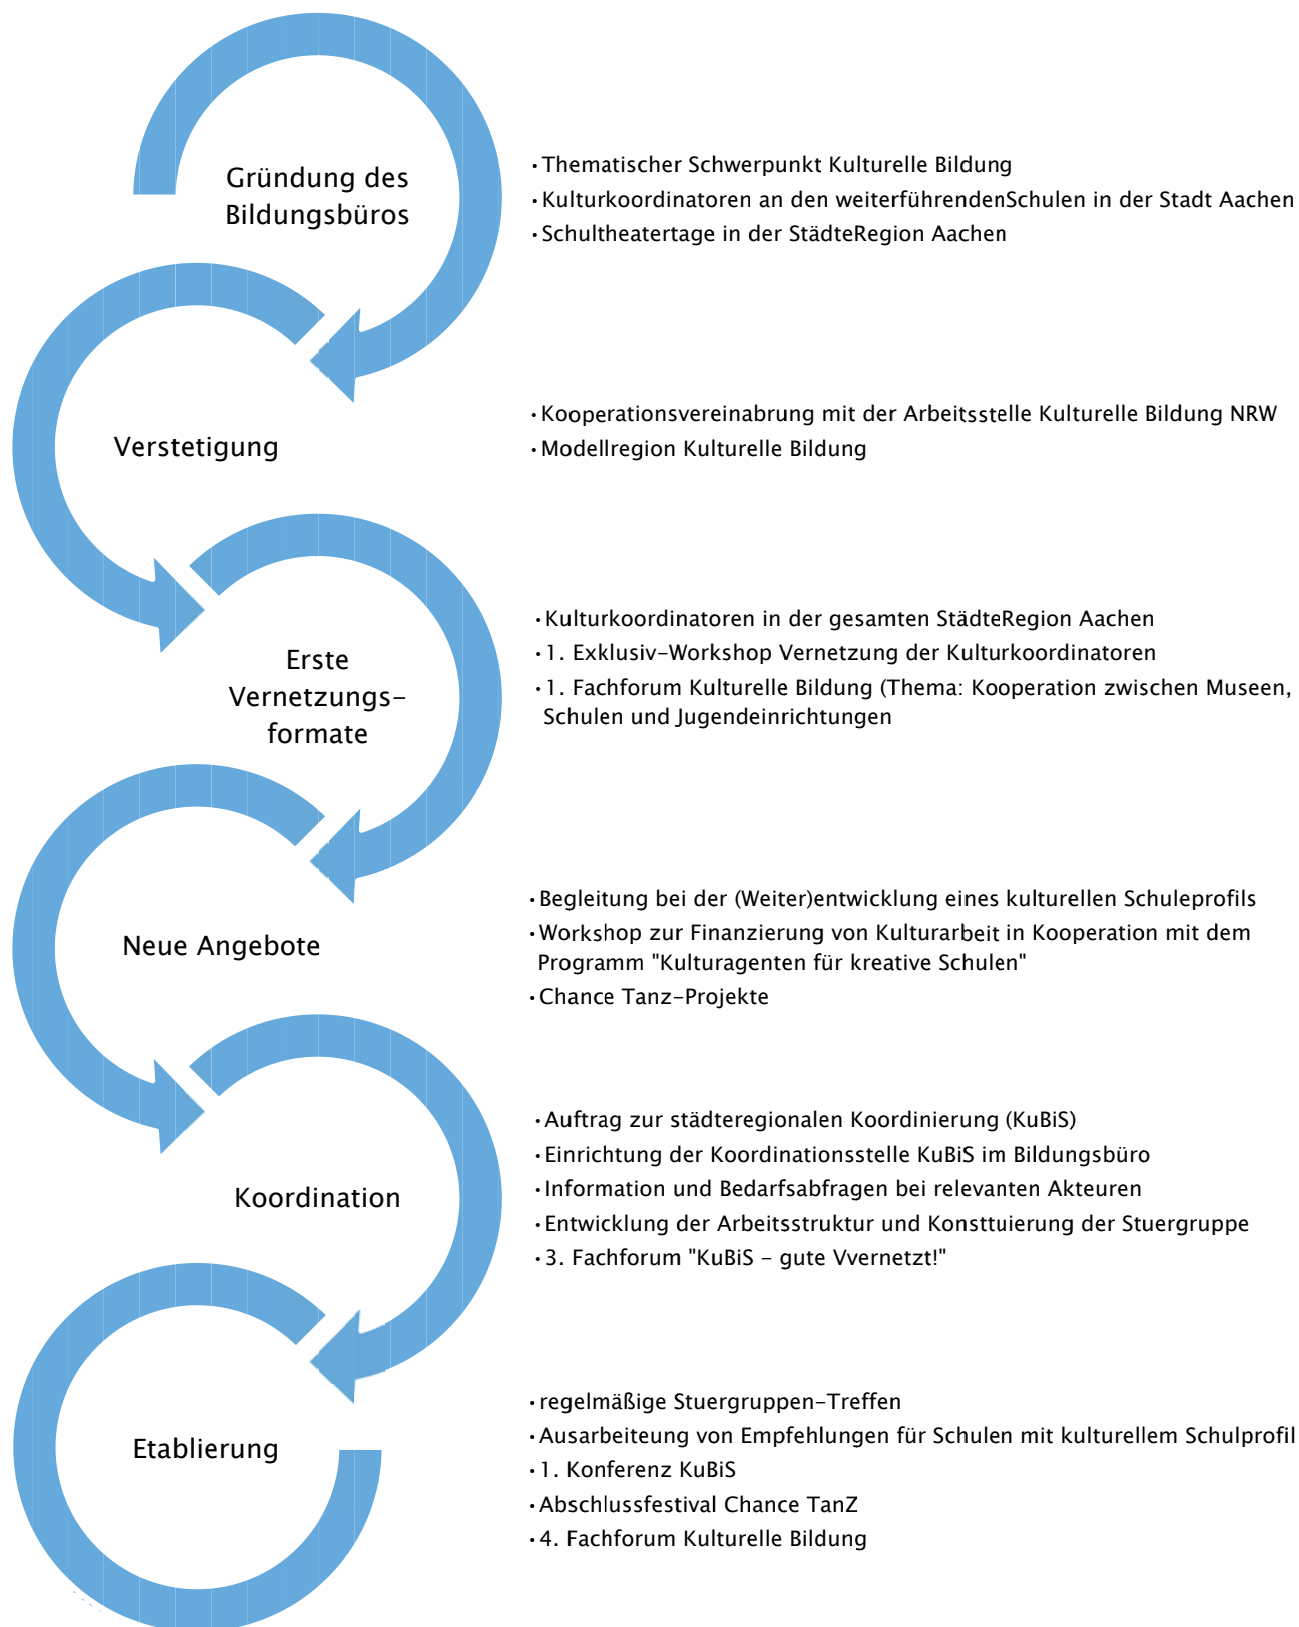 Gründung des
Bildungsbüros
·Thematischer Schwerpunkt Kulturelle Bildung
·Kulturkoordinatoren an den weiterführendenSchulen in der Stadt Aachen
·Schultheatertage in der StädteRegion Aachen
Verstetigung
·Kooperationsvereinabrung mit der Arbeitsstelle Kulturelle Bildung NRW
·Modellregion Kulturelle Bildung
Erste
Vernetzungs-
formate
·Kulturkoordinatoren in der gesamten StädteRegion Aachen
·1. Exklusiv-Workshop Vernetzung der Kulturkoordinatoren
·1. Fachforum Kulturelle Bildung (Thema: Kooperation zwischen Museen,
Schulen und Jugendeinrichtungen
Neue Angebote
·Begleitung bei der (Weiter)entwicklung eines kulturellen Schuleprofils
·Workshop zur Finanzierung von Kulturarbeit in Kooperation mit dem
Programm "Kulturagenten für kreative Schulen"
·Chance Tanz-Projekte
Koordination
·Auftrag zur städteregionalen Koordinierung (KuBiS)
·Einrichtung der Koordinationsstelle KuBiS im Bildungsbüro
·Information und Bedarfsabfragen bei relevanten Akteuren
·Entwicklung der Arbeitsstruktur und Konsttuierung der Stuergruppe
·3. Fachforum "KuBiS – gute Vvernetzt!"
Etablierung
·regelmäßige Stuergruppen-Treffen
·Ausarbeiteung von Empfehlungen für Schulen mit kulturellem Schulprofil
·1. Konferenz KuBiS
·Abschlussfestival Chance TanZ
·4. Fachforum Kulturelle Bildung